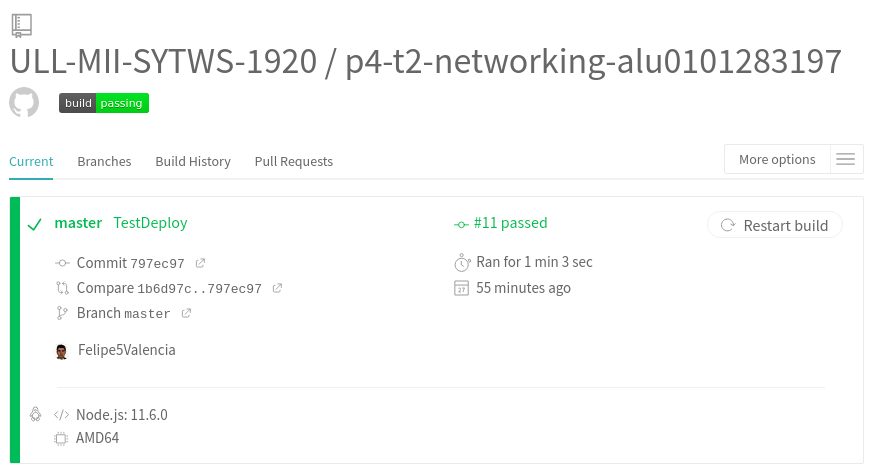 ULL-MII-SYTWS-1920 / p4-t2-networking-alu0101283197
build passing
Current Branches Build History Pull Requests More options
master TestDeploy #11 passed Restart build
Commit 797ec97 Ran for 1 min 3 sec
Compare 1b6d97c..797ec97 27 55 minutes ago
Branch master
Felipe5Valencia
Node.js: 11.6.0
AMD64